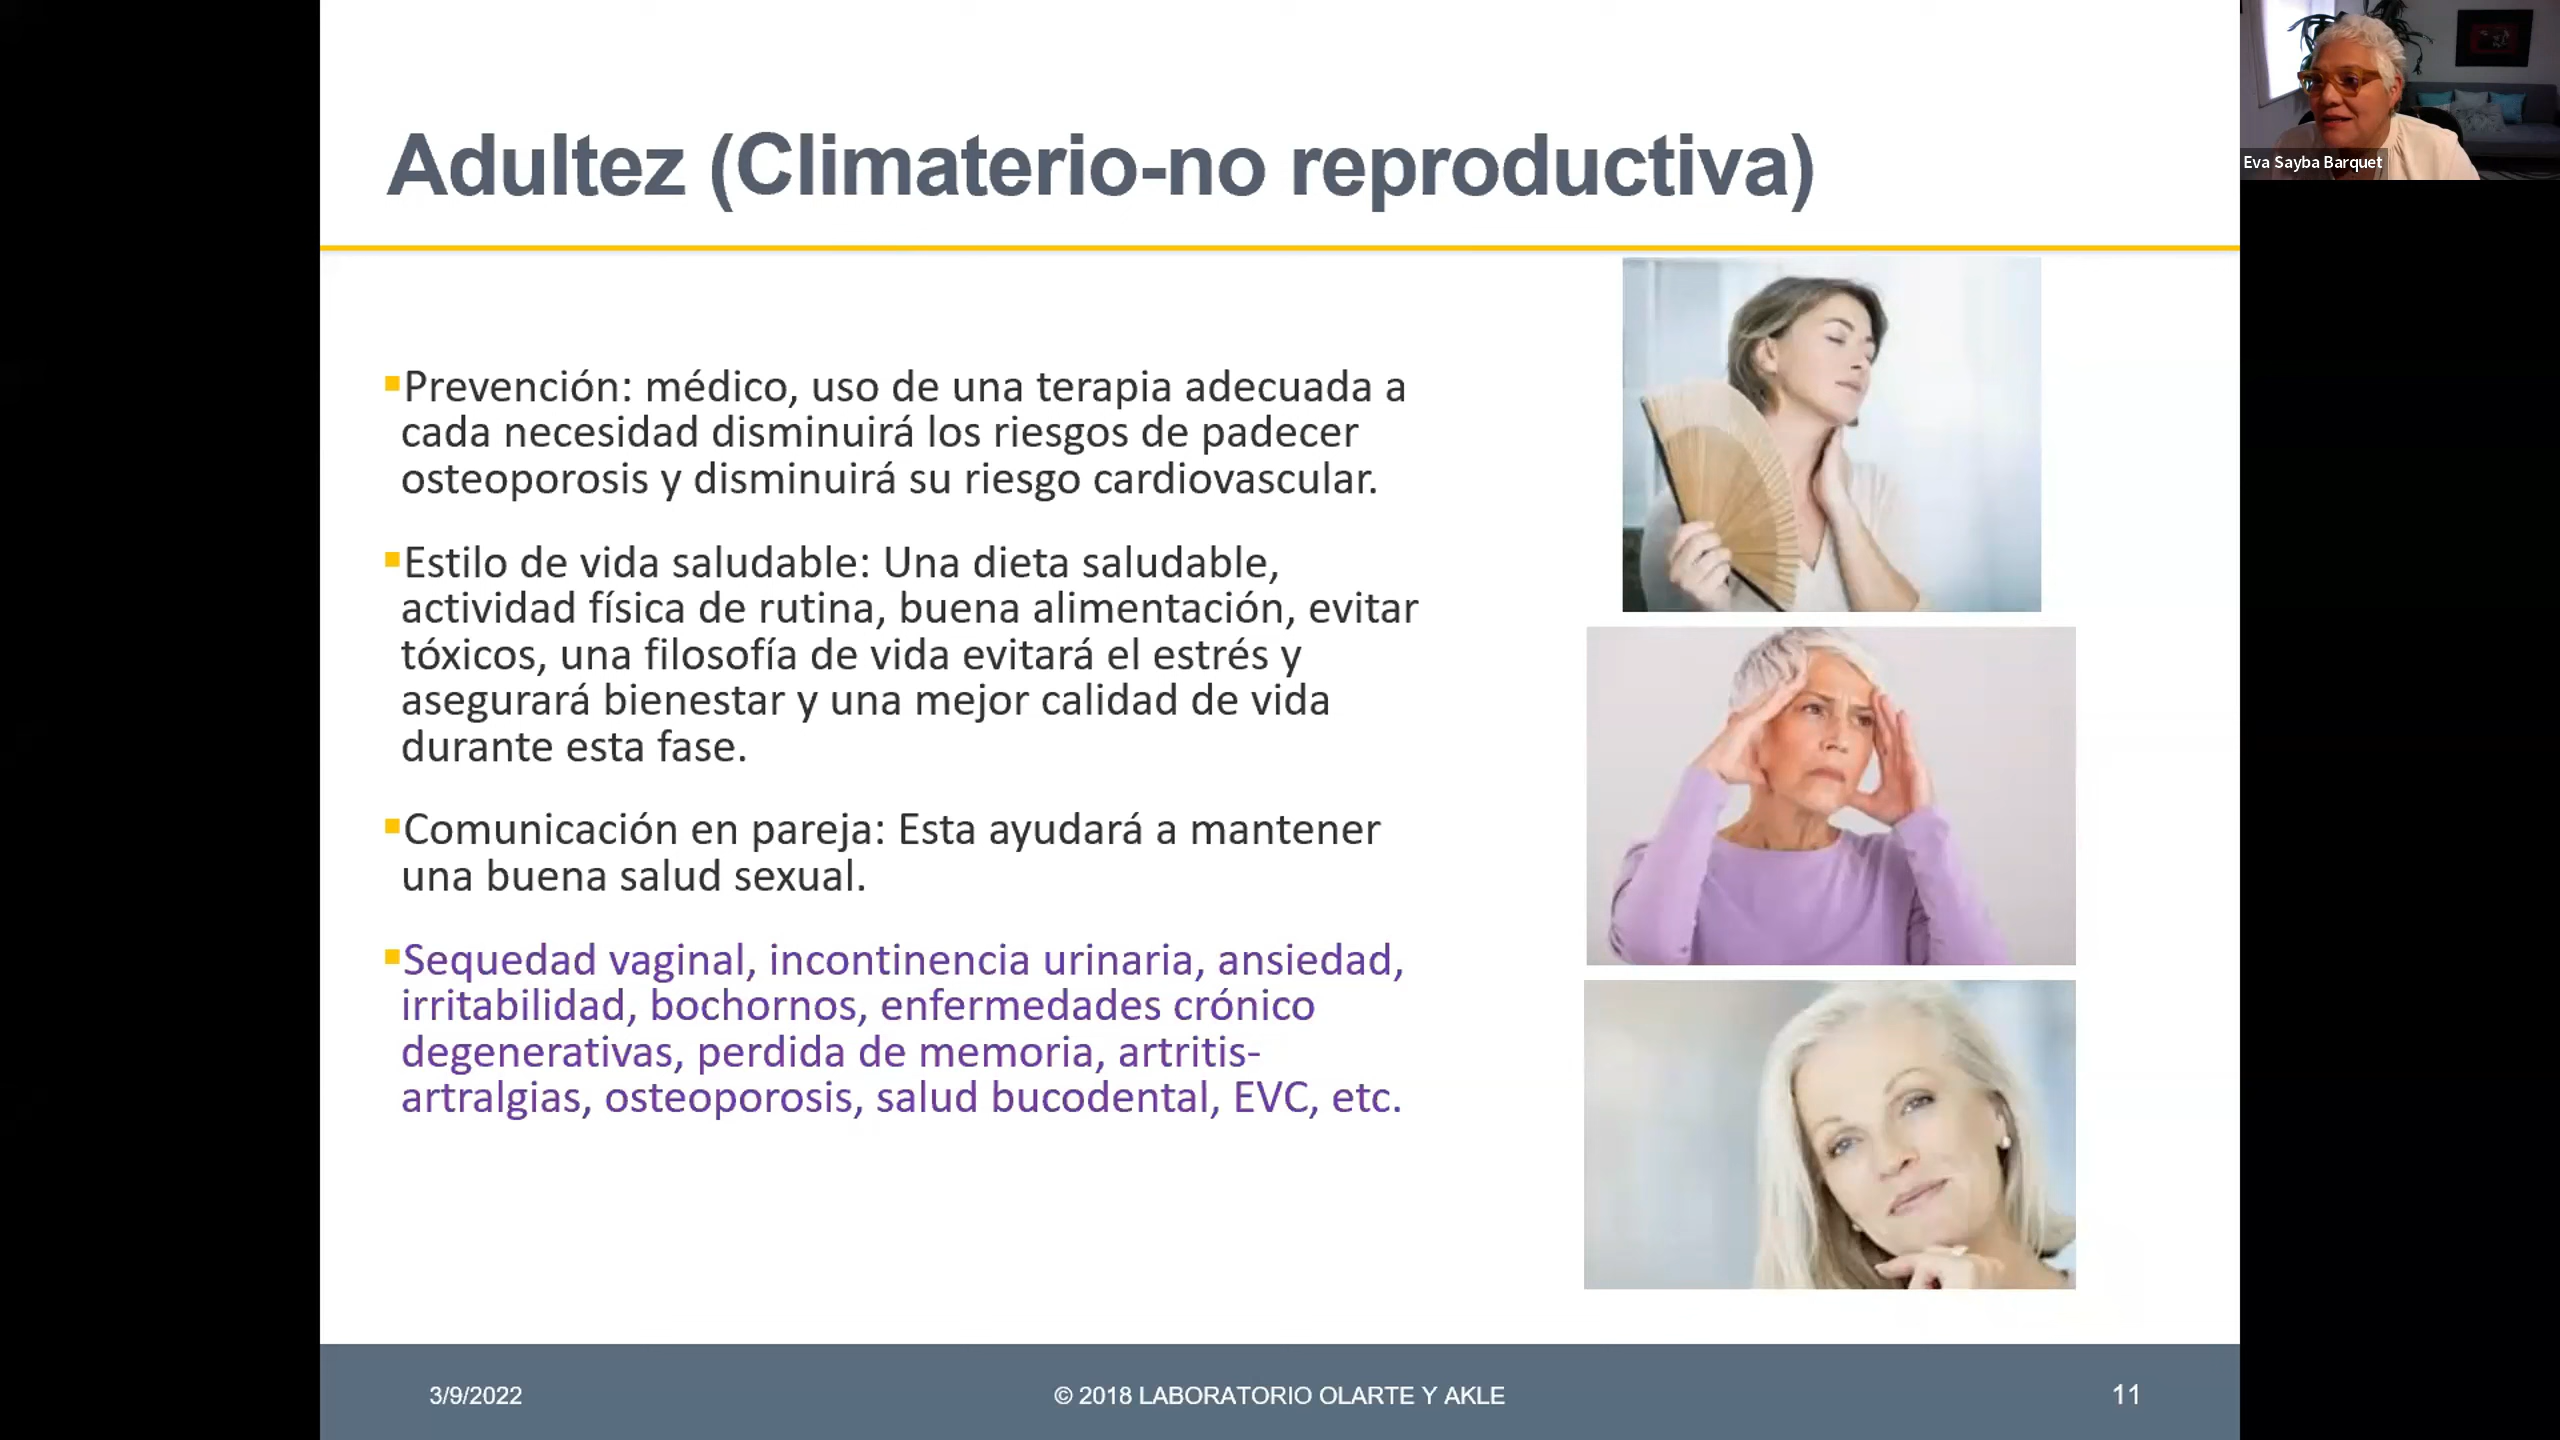 Eva Sayba Barquet
Adultez (Climaterio-no reproductiva)
▪Prevención: médico, uso de una terapia adecuada a
cada necesidad disminuirá los riesgos de padecer
osteoporosis y disminuirá su riesgo cardiovascular.
▪Estilo de vida saludable: Una dieta saludable,
actividad física de rutina, buena alimentación, evitar
tóxicos, una filosofía de vida evitará el estrés y
asegurará bienestar y una mejor calidad de vida
durante esta fase.
▪Comunicación en pareja: Esta ayudará a mantener
una buena salud sexual.
▪Sequedad vaginal, incontinencia urinaria, ansiedad,
irritabilidad, bochornos, enfermedades crónico
degenerativas, perdida de memoria, artritis-
artralgias, osteoporosis, salud bucodental, EVC, etc.
3/9/2022
© 2018 LABORATORIO OLARTE Y AKLE
11